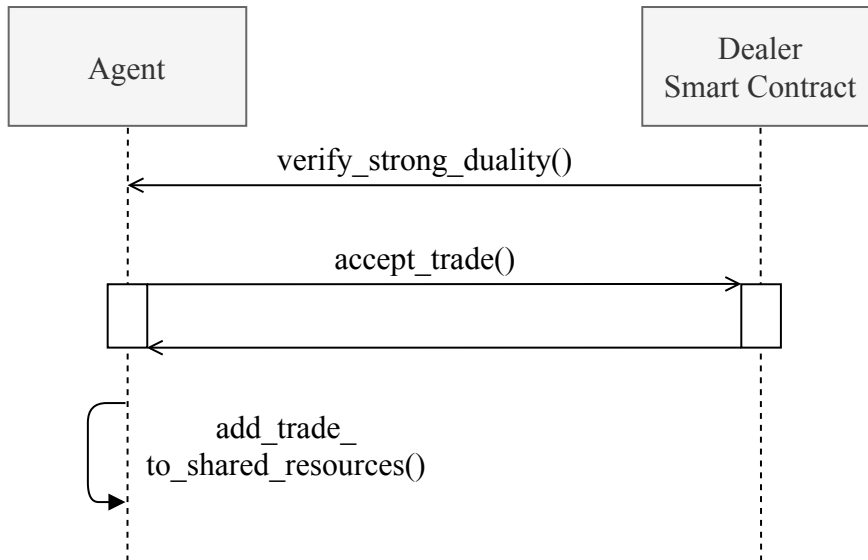 Agent
Dealer
Smart Contract
verify_strong_duality()
accept_trade()
add_trade_
to_shared_resources()